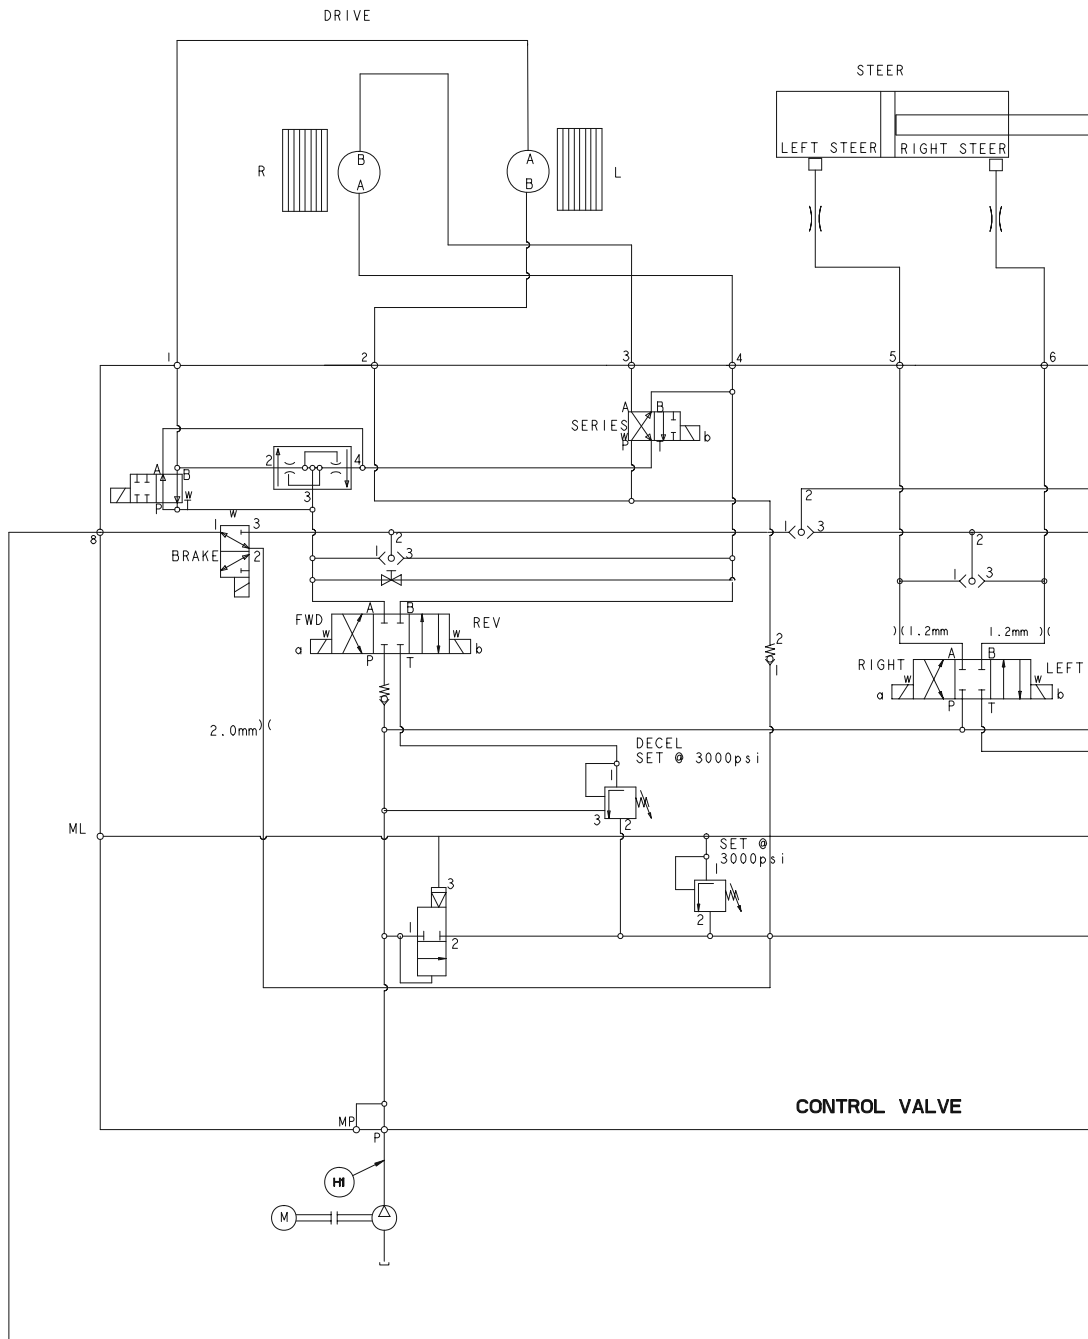 DRIVE
STEER
LEFT STEER
RIGHT STEER
R
B
A
A
B
L
1
2
3
4
5
6
A
B
SERIES
W
P
T
b
2
4
3
A
B
P
W
T
W
1
3
2
BRAKE
8
2
1
3
2
1
3
2
1
3
FWD
A
B
REV
W
W
a
P
T
b
2
1
)(1.2mm
1.2mm )(
RIGHT
A
B
LEFT
W
W
a
P
T
b
2.0mm)(
DECEL
SET @ 3000psi
1
3
2
ML
SET @
3000psi
1
2
3
1
2
CONTROL VALVE
MP
P
H1
M